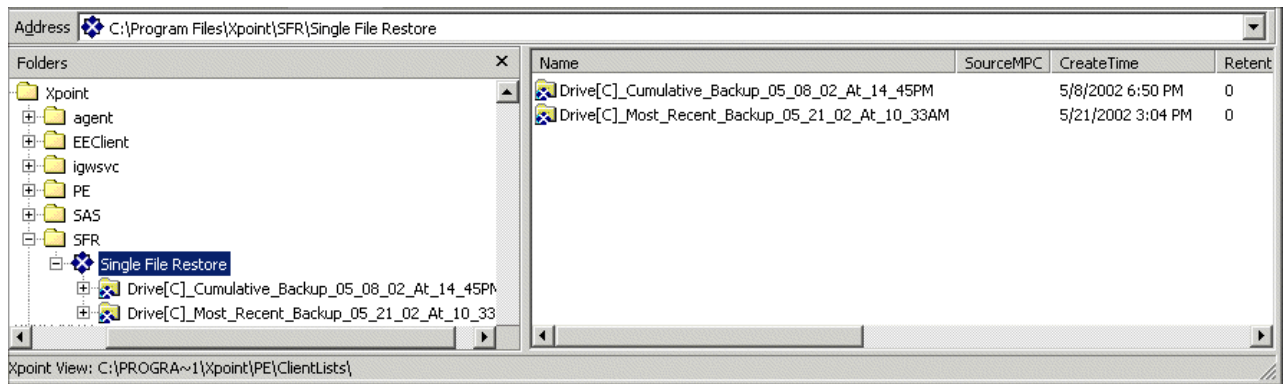 Address C:\Program Files\Xpoint\SFR\Single File Restore
Folders
Xpoint
agent
EEClient
igwsvc
PE
SAS
SFR
Single File Restore
Drive[C]_Cumulative_Backup_05_08_02_At_14_45PM
Drive[C]_Most_Recent_Backup_05_21_02_At_10_33
Name SourceMPC CreateTime Retent
Drive[C]_Cumulative_Backup_05_08_02_At_14_45PM 5/8/2002 6:50 PM 0
Drive[C]_Most_Recent_Backup_05_21_02_At_10_33AM 5/21/2002 3:04 PM 0
Xpoint View: C:\PROGRA~1\Xpoint\PE\ClientLists\